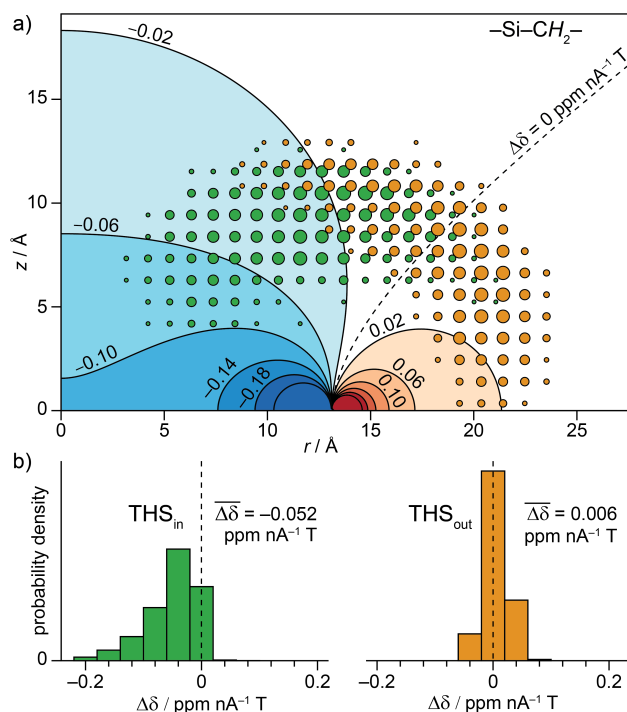 a)
–Si–CH₂–
−0.02
Δδ = 0 ppm nA⁻¹ T
−0.06
−0.10
−0.14
−0.18
0.02
0.06
0.10
z / Å
15
10
5
0
0
5
10
15
20
25
r / Å
b)
THSin
Δδ = −0.052
ppm nA⁻¹ T
THSout
Δδ = 0.006
ppm nA⁻¹ T
probability density
0
−0.2
0
0.2
−0.2
0
0.2
Δδ / ppm nA⁻¹ T
Δδ / ppm nA⁻¹ T